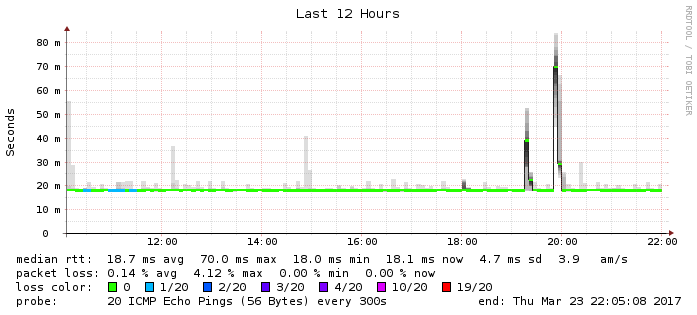 Last 12 Hours
RRDTOOL / TOBI OETIKER
Seconds
80 m
70 m
60 m
50 m
40 m
30 m
20 m
10 m
0
12:00 14:00 16:00 18:00 20:00 22:00
median rtt: 18.7 ms avg 70.0 ms max 18.0 ms min 18.1 ms now 4.7 ms sd 3.9 am/s
packet loss: 0.14 % avg 4.12 % max 0.00 % min 0.00 % now
loss color: 0 1/20 2/20 3/20 4/20 10/20 19/20
probe: 20 ICMP Echo Pings (56 Bytes) every 300s end: Thu Mar 23 22:05:08 2017